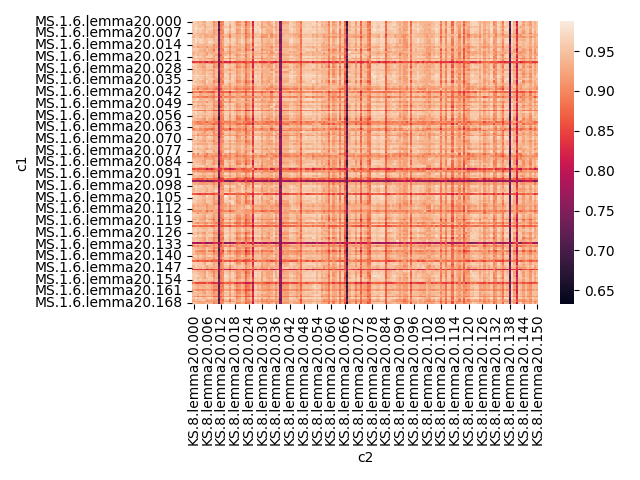 MS.1.6.lemma20.000
MS.1.6.lemma20.007
MS.1.6.lemma20.014
MS.1.6.lemma20.021
MS.1.6.lemma20.028
MS.1.6.lemma20.035
MS.1.6.lemma20.042
MS.1.6.lemma20.049
MS.1.6.lemma20.056
MS.1.6.lemma20.063
MS.1.6.lemma20.070
MS.1.6.lemma20.077
MS.1.6.lemma20.084
MS.1.6.lemma20.091
MS.1.6.lemma20.098
MS.1.6.lemma20.105
MS.1.6.lemma20.112
MS.1.6.lemma20.119
MS.1.6.lemma20.126
MS.1.6.lemma20.133
MS.1.6.lemma20.140
MS.1.6.lemma20.147
MS.1.6.lemma20.154
MS.1.6.lemma20.161
MS.1.6.lemma20.168
c1
KS.8.lemma20.000
KS.8.lemma20.006
KS.8.lemma20.012
KS.8.lemma20.018
KS.8.lemma20.024
KS.8.lemma20.030
KS.8.lemma20.036
KS.8.lemma20.042
KS.8.lemma20.048
KS.8.lemma20.054
KS.8.lemma20.060
KS.8.lemma20.066
KS.8.lemma20.072
KS.8.lemma20.078
KS.8.lemma20.084
KS.8.lemma20.090
KS.8.lemma20.096
KS.8.lemma20.102
KS.8.lemma20.108
KS.8.lemma20.114
KS.8.lemma20.120
KS.8.lemma20.126
KS.8.lemma20.132
KS.8.lemma20.138
KS.8.lemma20.144
KS.8.lemma20.150
c2
0.95
0.90
0.85
0.80
0.75
0.70
0.65